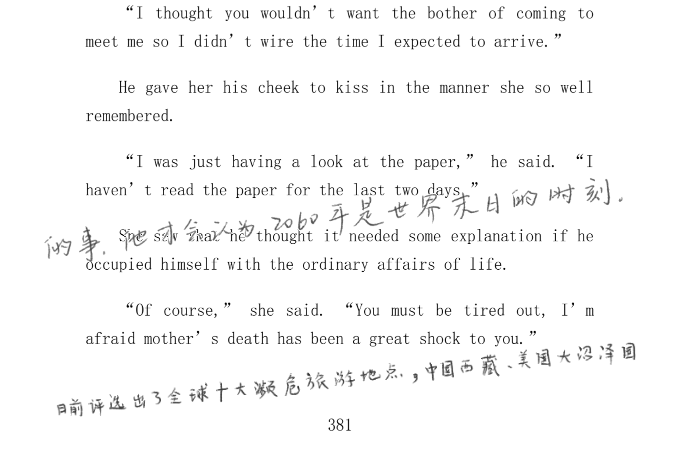 “I thought you wouldn’t want the bother of coming to
meet me so I didn’t wire the time I expected to arrive.”
He gave her his cheek to kiss in the manner she so well
remembered.
“I was just having a look at the paper,” he said. “I
haven’t read the paper for the last two days.”
的事.他才会认为2060年是世界末日的时刻.
She saw that he thought it needed some explanation if he
occupied himself with the ordinary affairs of life.
“Of course,” she said. “You must be tired out, I’m
afraid mother’s death has been a great shock to you.”
日前评选出了全球十大濒危旅游地点,中国西藏、美国大沼泽国
381